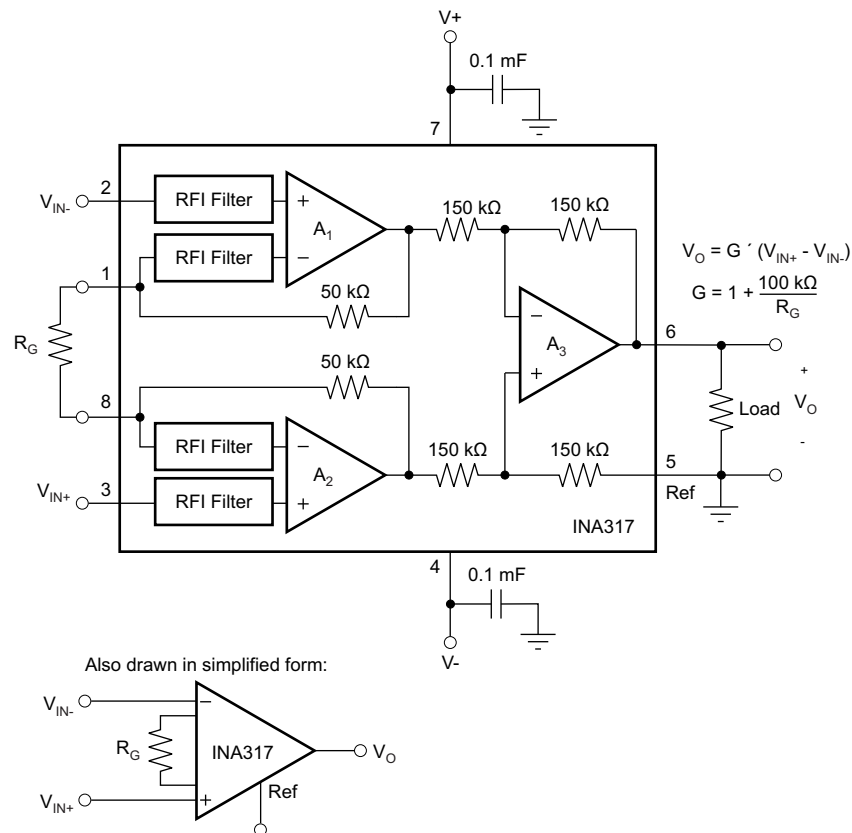 V+
0.1 mF
7
2
V_IN-
RFI Filter
+
A_1
150 kΩ
150 kΩ
V_O = G ´ (V_IN+ - V_IN-)
RFI Filter
−
1
G = 1 + 100 kΩ / R_G
50 kΩ
R_G
−
A_3
+
6
50 kΩ
+
Load
V_O
-
8
RFI Filter
−
A_2
150 kΩ
150 kΩ
5
Ref
V_IN+
3
RFI Filter
+
INA317
4
0.1 mF
V-
Also drawn in simplified form:
V_IN-
−
R_G
INA317
V_O
V_IN+
+
Ref